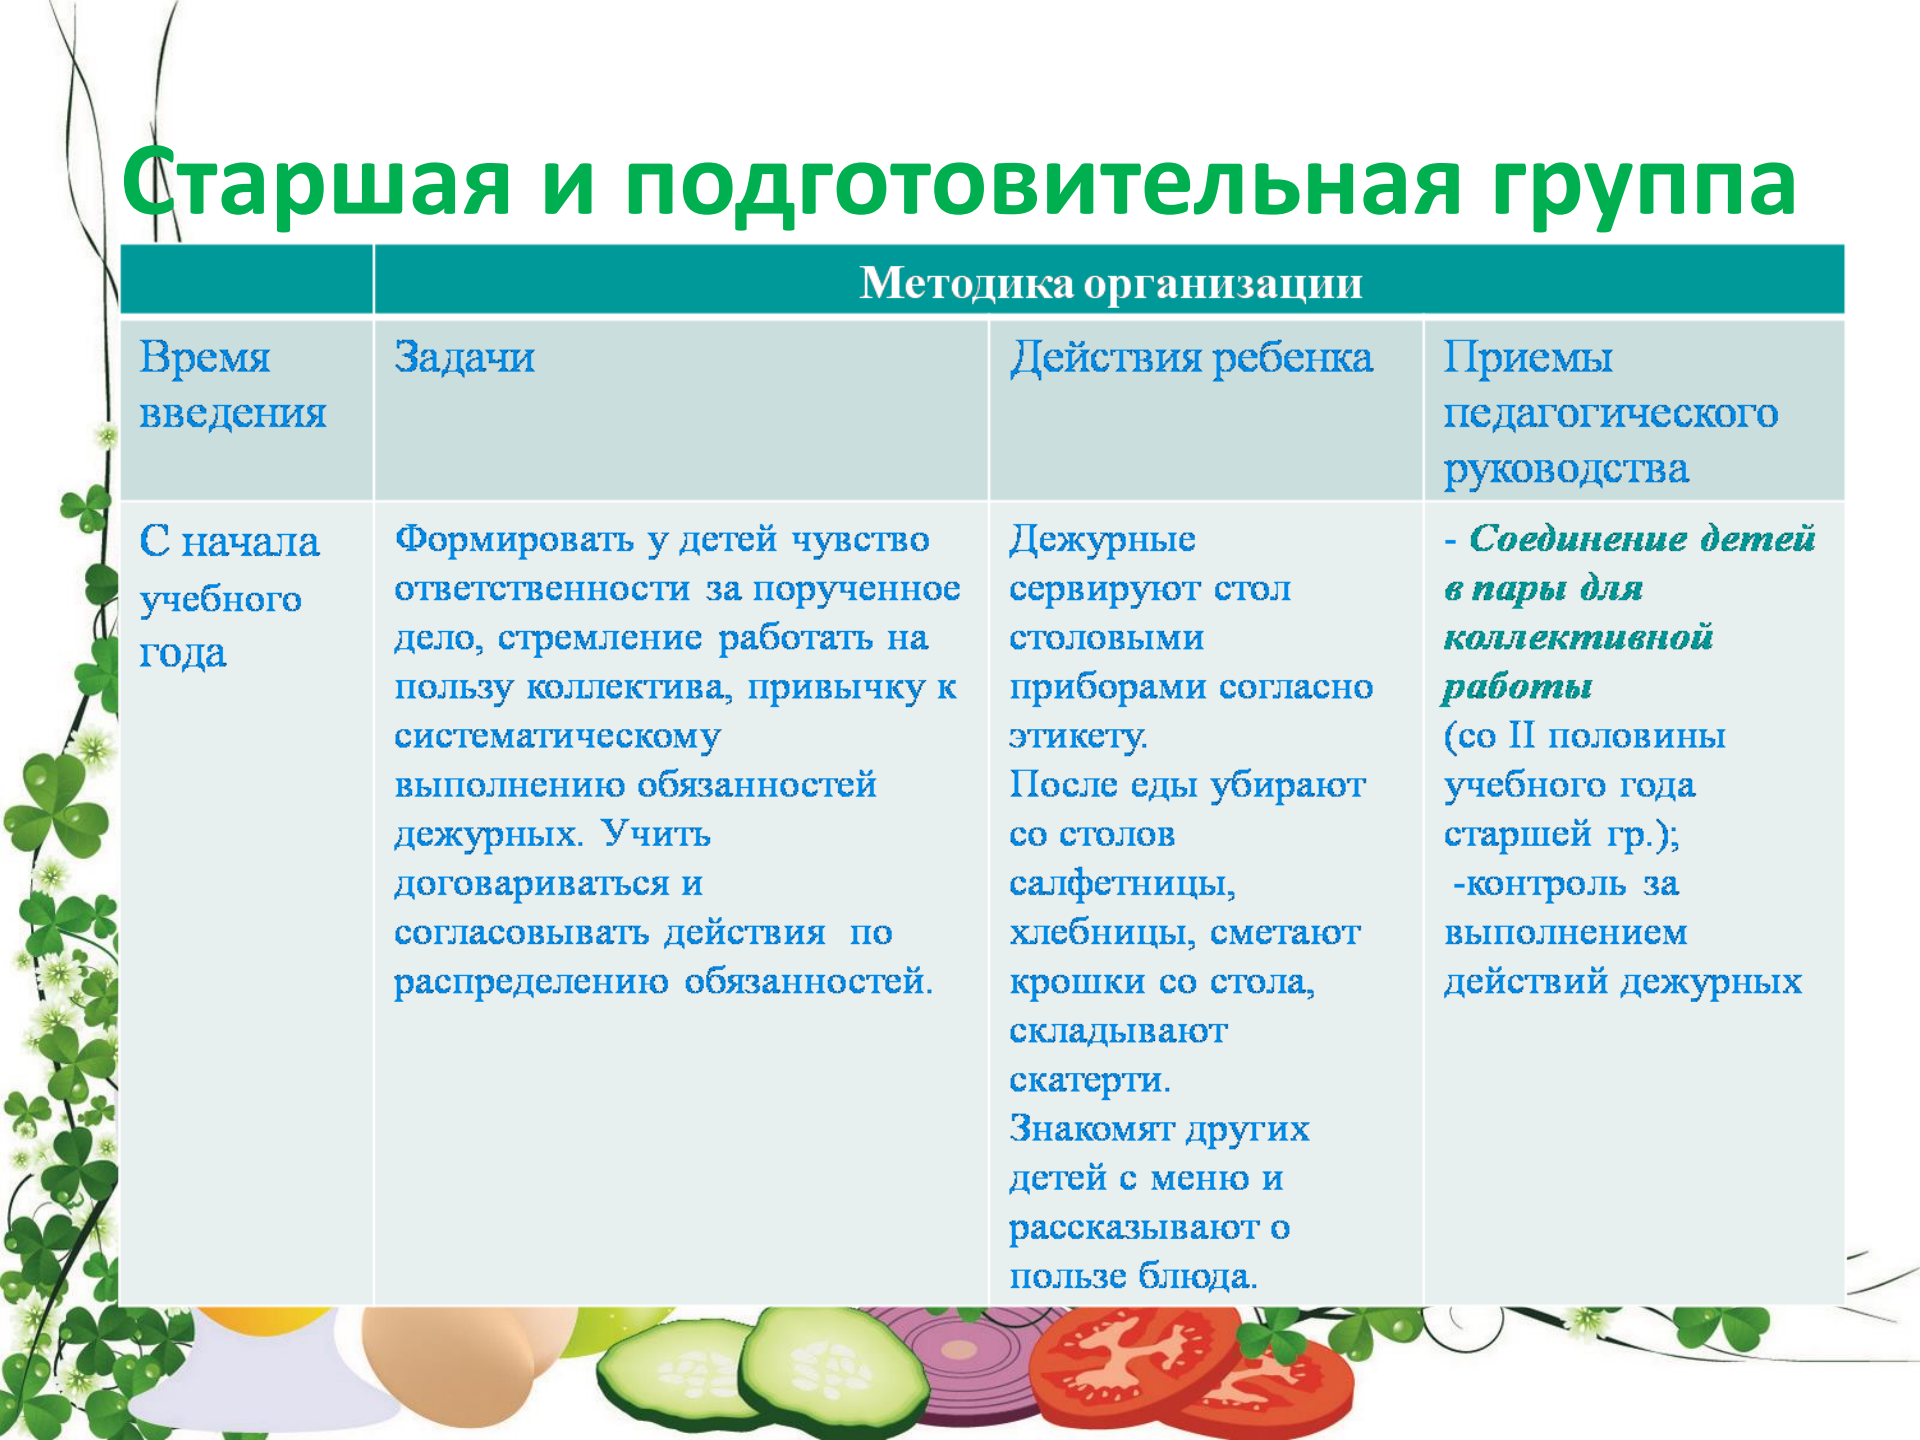 Старшая и подготовительная группа
Методика организации
Время
введения
Задачи
Действия ребенка
Приемы
педагогического
руководства
С начала
учебного
года
Формировать у детей чувство
ответственности за порученное
дело, стремление работать на
пользу коллектива, привычку к
систематическому
выполнению обязанностей
дежурных. Учить
договариваться и
согласовывать действия по
распределению обязанностей.
Дежурные
сервируют стол
столовыми
приборами согласно
этикету.
После еды убирают
со столов
салфетницы,
хлебницы, сметают
крошки со стола,
складывают
скатерти.
Знакомят других
детей с меню и
рассказывают о
пользе блюда.
- Соединение детей
в пары для
коллективной
работы
(со II половины
учебного года
старшей гр.);
-контроль за
выполнением
действий дежурных